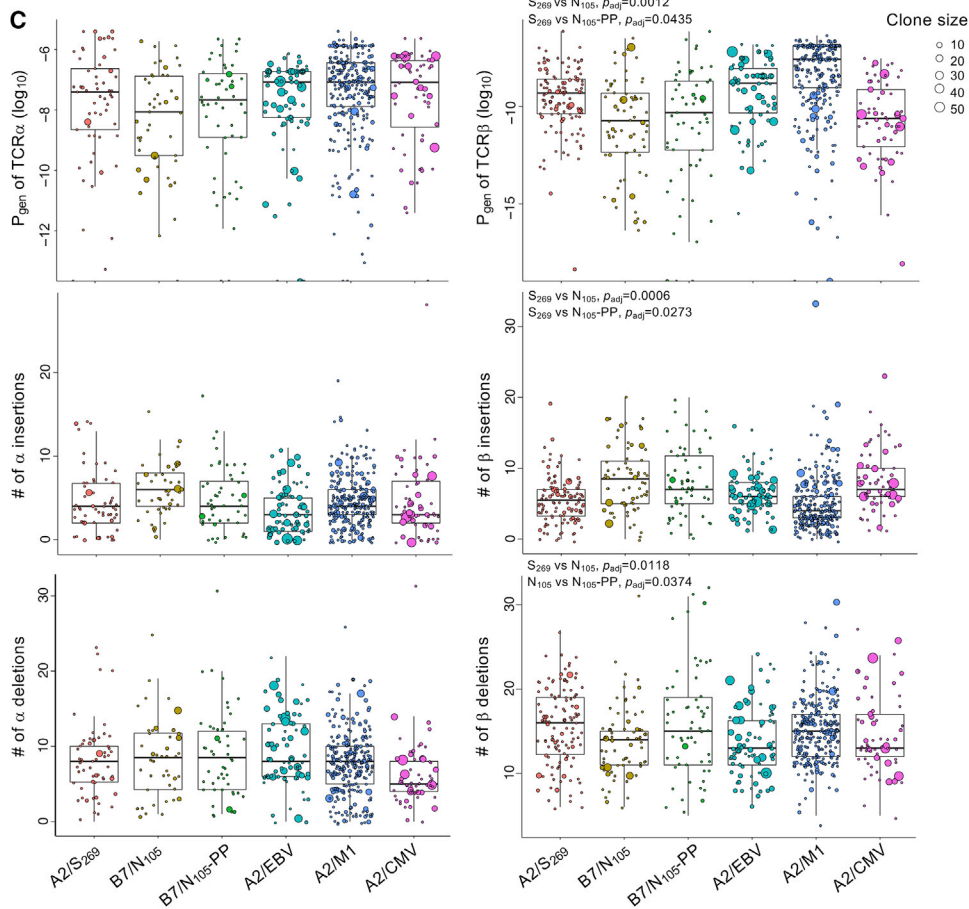 C
S269 vs N105, padj=0.0012
S269 vs N105-PP, padj=0.0435
Clone size
10
20
30
40
50
Pgen of TCRα (log10)
−6
−8
−10
−12
Pgen of TCRβ (log10)
−10
−15
# of α insertions
20
10
0
S269 vs N105, padj=0.0006
S269 vs N105-PP, padj=0.0273
# of β insertions
30
20
10
0
# of α deletions
30
20
10
0
S269 vs N105, padj=0.0118
N105 vs N105-PP, padj=0.0374
# of β deletions
30
20
10
A2/S269
B7/N105
B7/N105-PP
A2/EBV
A2/M1
A2/CMV
A2/S269
B7/N105
B7/N105-PP
A2/EBV
A2/M1
A2/CMV